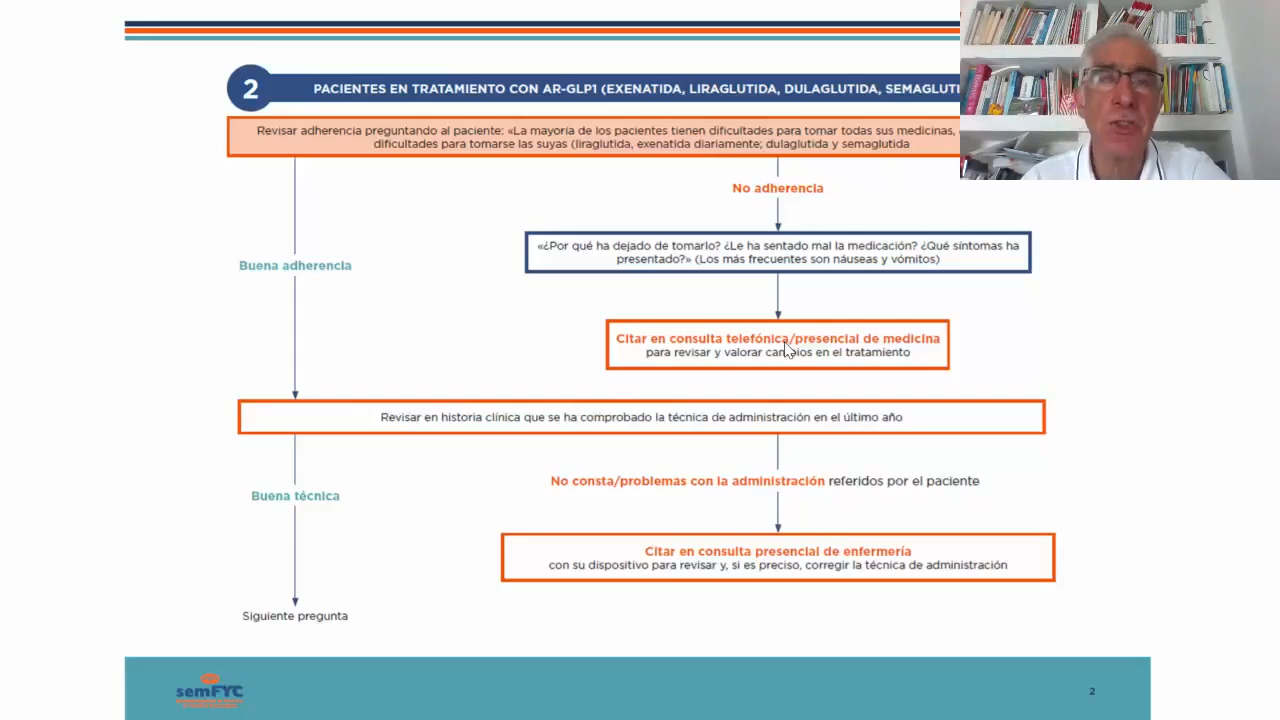 2
PACIENTES EN TRATAMIENTO CON AR-GLP1 (EXENATIDA, LIRAGLUTIDA, DULAGLUTIDA, SEMAGLUTI
Revisar adherencia preguntando al paciente: «La mayoría de los pacientes tienen dificultades para tomar todas sus medicinas,
dificultades para tomarse las suyas (liraglutida, exenatida diariamente; dulaglutida y semaglutida
No adherencia
«¿Por qué ha dejado de tomarlo? ¿Le ha sentado mal la medicación? ¿Qué síntomas ha
presentado?» (Los más frecuentes son náuseas y vómitos)
Buena adherencia
Citar en consulta telefónica/presencial de medicina
para revisar y valorar cambios en el tratamiento
Revisar en historia clínica que se ha comprobado la técnica de administración en el último año
No consta/problemas con la administración referidos por el paciente
Buena técnica
Citar en consulta presencial de enfermería
con su dispositivo para revisar y, si es preciso, corregir la técnica de administración
Siguiente pregunta
semFYC
2